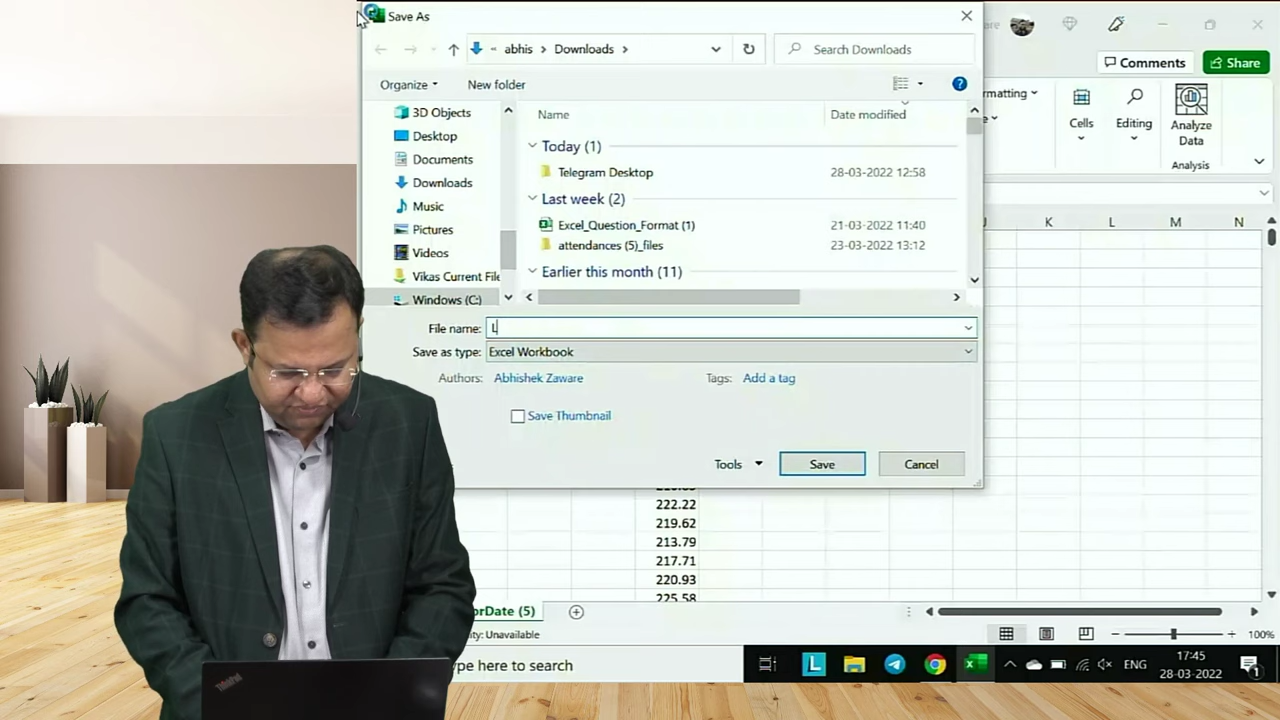 Save As
« abhis > Downloads >
Search Downloads
Organize
New folder
3D Objects
Desktop
Documents
Downloads
Music
Pictures
Videos
Vikas Current File
Windows (C:)
Name
Date modified
Today (1)
Telegram Desktop
28-03-2022 12:58
Last week (2)
Excel_Question_Format (1)
21-03-2022 11:40
attendances (5)_files
23-03-2022 13:12
Earlier this month (11)
File name: L
Save as type: Excel Workbook
Authors: Abhishek Zaware
Tags: Add a tag
Save Thumbnail
Tools
Save
Cancel
Comments
Share
Cells
Editing
Analyze
Data
Analysis
K L M N
222.22
219.62
213.79
217.71
220.93
225.58
orDate (5)
Unavailable
100%
here to search
ENG
17:45
28-03-2022
1
ThinkPad